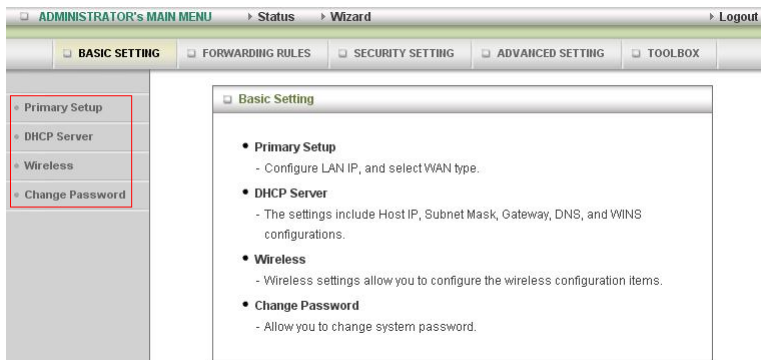 ADMINISTRATOR's MAIN MENU Status Wizard Logout
BASIC SETTING FORWARDING RULES SECURITY SETTING ADVANCED SETTING TOOLBOX
Primary Setup
DHCP Server
Wireless
Change Password
Basic Setting
Primary Setup
- Configure LAN IP, and select WAN type.
DHCP Server
- The settings include Host IP, Subnet Mask, Gateway, DNS, and WINS
configurations.
Wireless
- Wireless settings allow you to configure the wireless configuration items.
Change Password
- Allow you to change system password.